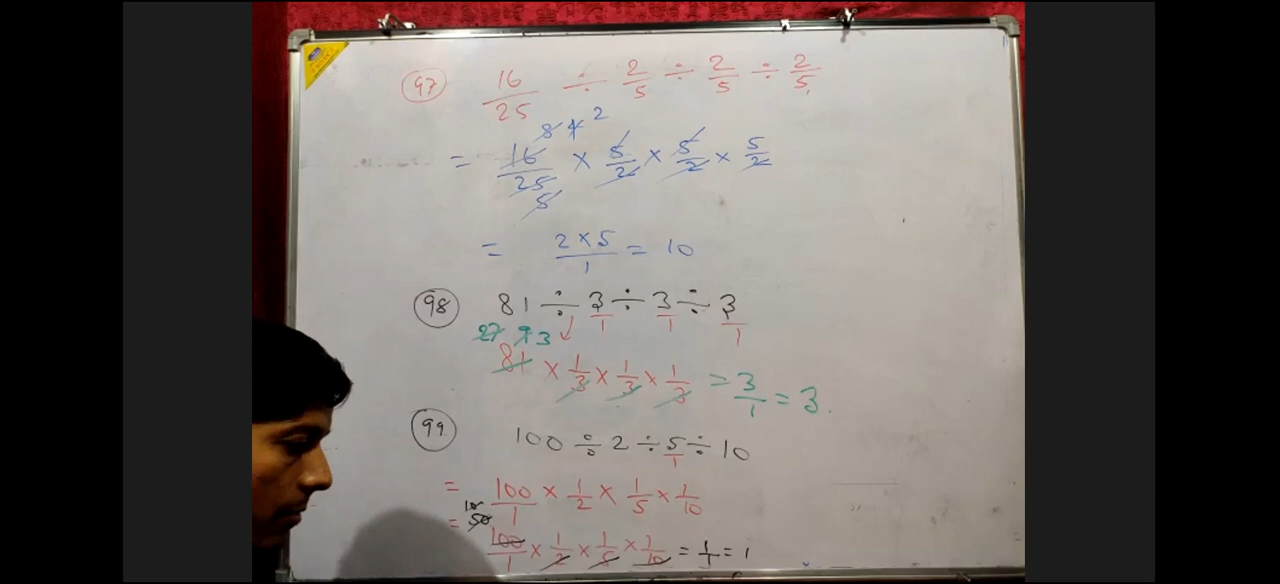 97 16/25 ÷ 2/5 ÷ 2/5 ÷ 2/5
8 4 2
= 16/25 × 5/2 × 5/2 × 5/2
5
= 2×5/1 = 10
98 81 ÷ 3/1 ÷ 3/1 ÷ 3/1
27 9 3
81 × 1/3 × 1/3 × 1/3 = 3/1 = 3
99 100 ÷ 2 ÷ 5/1 ÷ 10
= 100/1 × 1/2 × 1/5 × 1/10
10
= 50
100/1 × 1/2 × 1/5 × 1/10 = 1/1 = 1